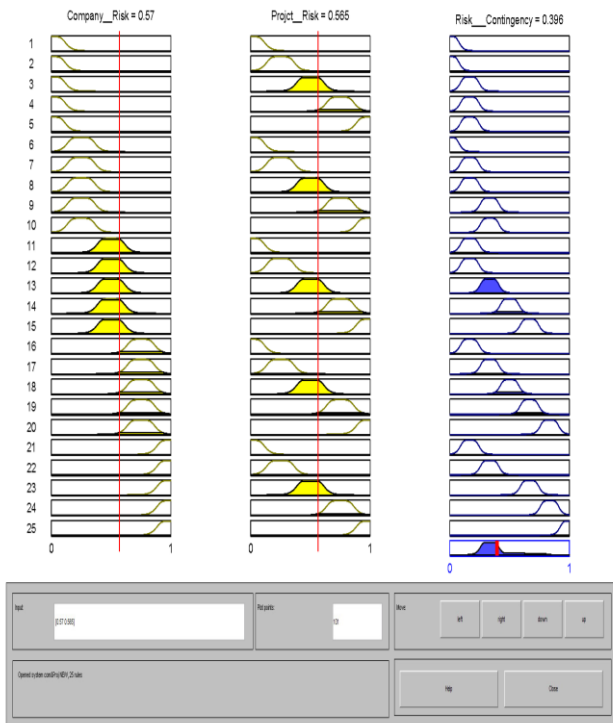 Company__Risk = 0.57
Projct__Risk = 0.565
Risk___Contingency = 0.396
1
2
3
4
5
6
7
8
9
10
11
12
13
14
15
16
17
18
19
20
21
22
23
24
25
0 1
0 1
0 1
Input:
[0.57 0.565]
Plot points:
101
Move:
left
right
down
up
Help
Close